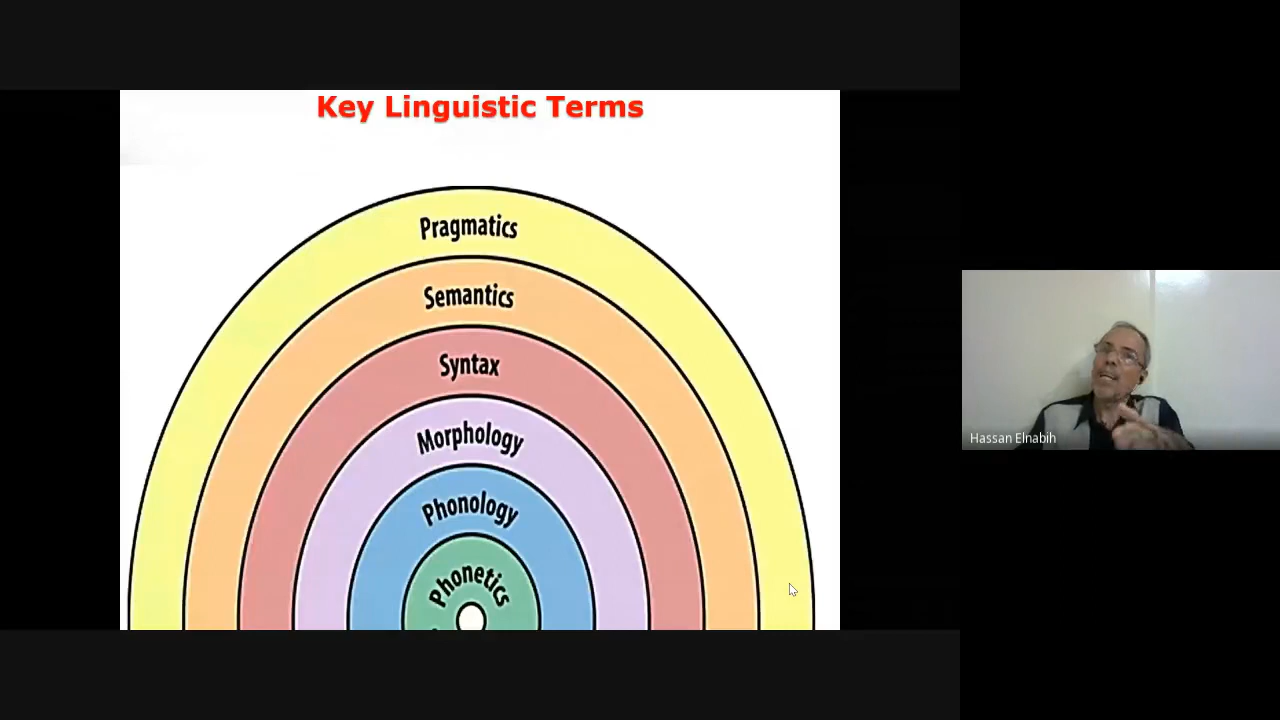 Key Linguistic Terms
Pragmatics
Semantics
Syntax
Morphology
Phonology
Phonetics
Hassan Elnabih